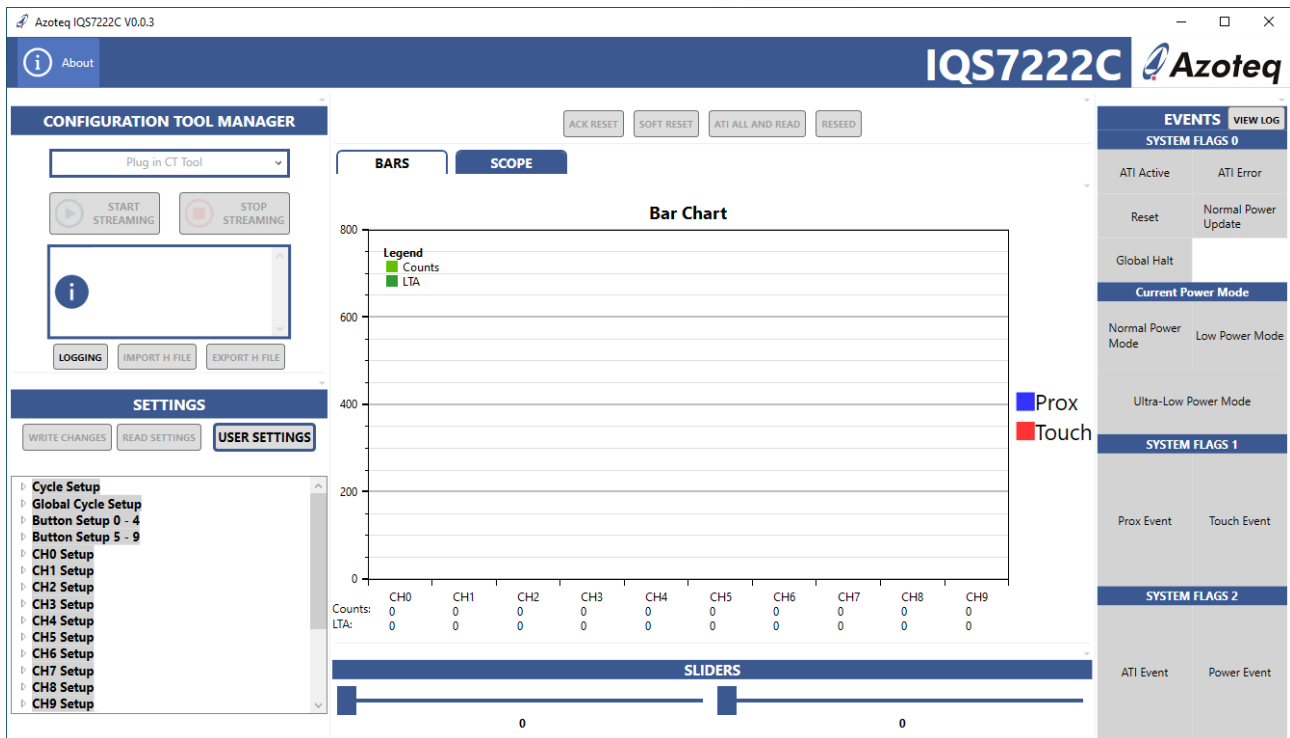 Azoteq IQS7222C V0.0.3
About
IQS7222C
Azoteq
CONFIGURATION TOOL MANAGER
Plug in CT Tool
START STREAMING
STOP STREAMING
i
LOGGING
IMPORT H FILE
EXPORT H FILE
SETTINGS
WRITE CHANGES
READ SETTINGS
USER SETTINGS
Cycle Setup
Global Cycle Setup
Button Setup 0 - 4
Button Setup 5 - 9
CH0 Setup
CH1 Setup
CH2 Setup
CH3 Setup
CH4 Setup
CH5 Setup
CH6 Setup
CH7 Setup
CH8 Setup
CH9 Setup
ACK RESET
SOFT RESET
ATI ALL AND READ
RESEED
BARS
SCOPE
Bar Chart
Legend
Counts
LTA
800
600
400
200
0
CH0 CH1 CH2 CH3 CH4 CH5 CH6 CH7 CH8 CH9
Counts: 0 0 0 0 0 0 0 0 0 0
LTA: 0 0 0 0 0 0 0 0 0 0
Prox
Touch
SLIDERS
0
0
EVENTS
VIEW LOG
SYSTEM FLAGS 0
ATI Active
ATI Error
Reset
Normal Power
Update
Global Halt
Current Power Mode
Normal Power
Mode
Low Power Mode
Ultra-Low Power Mode
SYSTEM FLAGS 1
Prox Event
Touch Event
SYSTEM FLAGS 2
ATI Event
Power Event